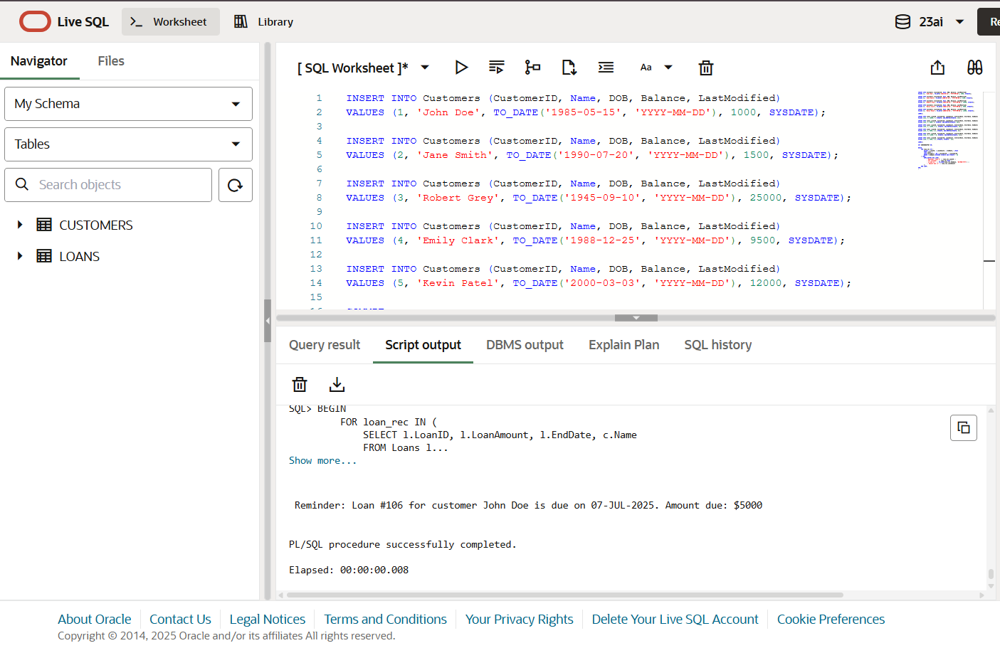 Live SQL
Worksheet
Library
23ai
Re
Navigator
Files
My Schema
Tables
Search objects
CUSTOMERS
LOANS
[ SQL Worksheet ]*
Aa
1 INSERT INTO Customers (CustomerID, Name, DOB, Balance, LastModified)
2 VALUES (1, 'John Doe', TO_DATE('1985-05-15', 'YYYY-MM-DD'), 1000, SYSDATE);
3
4 INSERT INTO Customers (CustomerID, Name, DOB, Balance, LastModified)
5 VALUES (2, 'Jane Smith', TO_DATE('1990-07-20', 'YYYY-MM-DD'), 1500, SYSDATE);
6
7 INSERT INTO Customers (CustomerID, Name, DOB, Balance, LastModified)
8 VALUES (3, 'Robert Grey', TO_DATE('1945-09-10', 'YYYY-MM-DD'), 25000, SYSDATE);
9
10 INSERT INTO Customers (CustomerID, Name, DOB, Balance, LastModified)
11 VALUES (4, 'Emily Clark', TO_DATE('1988-12-25', 'YYYY-MM-DD'), 9500, SYSDATE);
12
13 INSERT INTO Customers (CustomerID, Name, DOB, Balance, LastModified)
14 VALUES (5, 'Kevin Patel', TO_DATE('2000-03-03', 'YYYY-MM-DD'), 12000, SYSDATE);
15
Query result
Script output
DBMS output
Explain Plan
SQL history
SQL> BEGIN
FOR loan_rec IN (
SELECT l.LoanID, l.LoanAmount, l.EndDate, c.Name
FROM Loans l...
Show more...
Reminder: Loan #106 for customer John Doe is due on 07-JUL-2025. Amount due: $5000
PL/SQL procedure successfully completed.
Elapsed: 00:00:00.008
About Oracle
Contact Us
Legal Notices
Terms and Conditions
Your Privacy Rights
Delete Your Live SQL Account
Cookie Preferences
Copyright © 2014, 2025 Oracle and/or its affiliates All rights reserved.